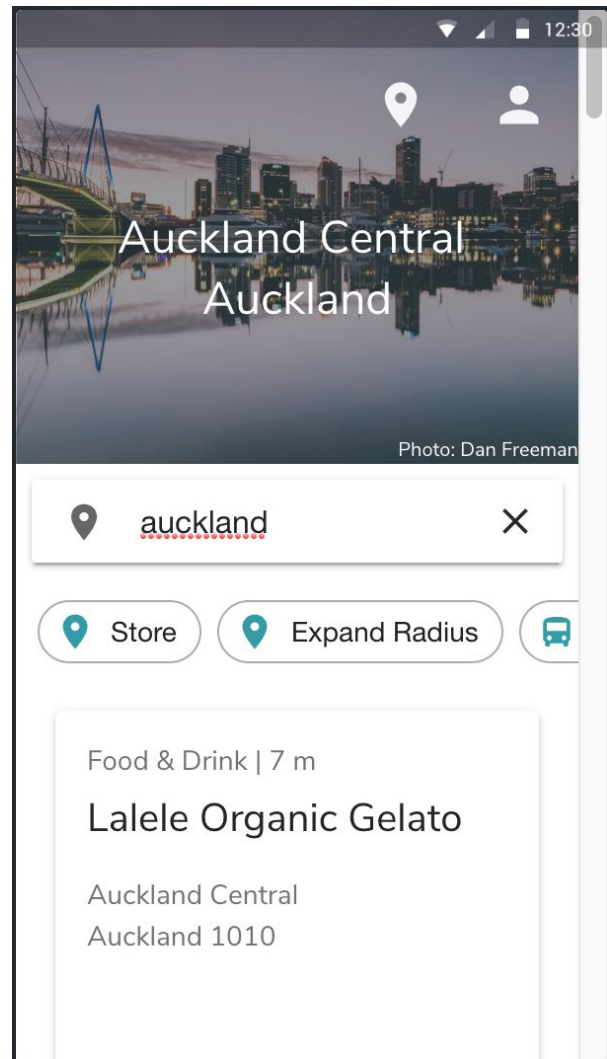 12:30
Auckland Central
Auckland
Photo: Dan Freeman
auckland
Store
Expand Radius
Food & Drink | 7 m
Lalele Organic Gelato
Auckland Central
Auckland 1010